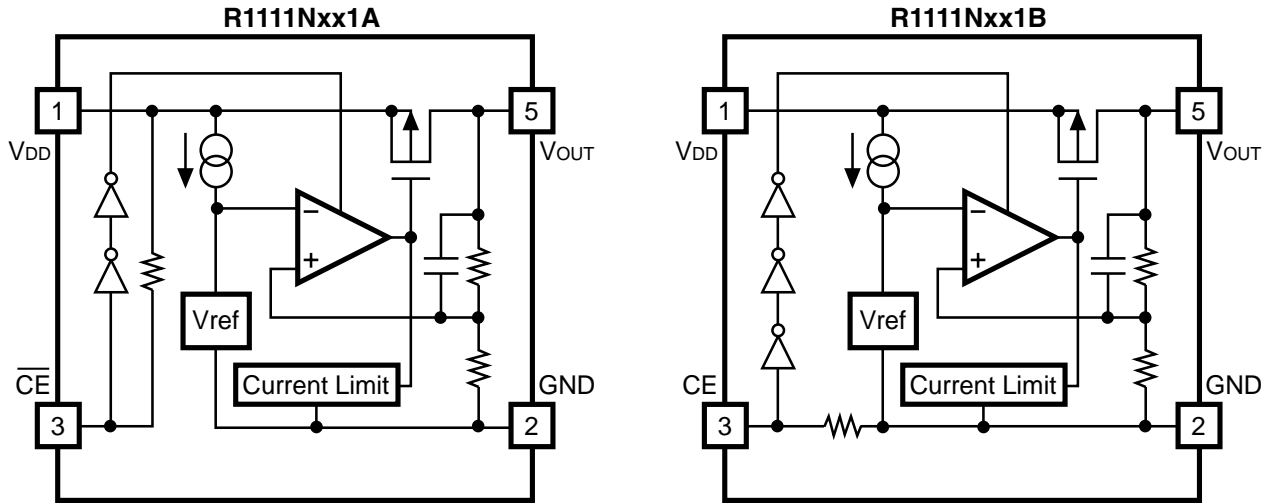 R1111Nxx1A
1
VDD
5
VOUT
−
+
Vref
Current Limit
C̅E̅
3
GND
2
R1111Nxx1B
1
VDD
5
VOUT
−
+
Vref
Current Limit
CE
3
GND
2